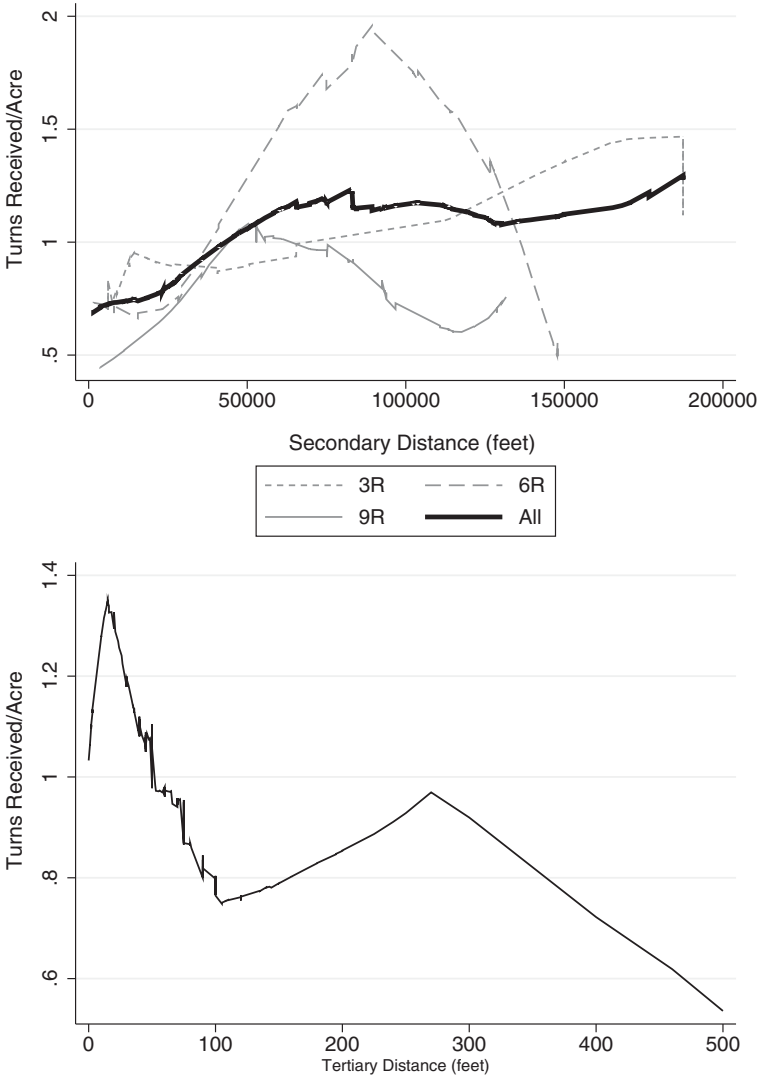 2
1.5
1
.5
Turns Received/Acre
0 50000 100000 150000 200000
Secondary Distance (feet)
3R 6R
9R All
1.4
1.2
1
.8
.6
Turns Received/Acre
0 100 200 300 400 500
Tertiary Distance (feet)